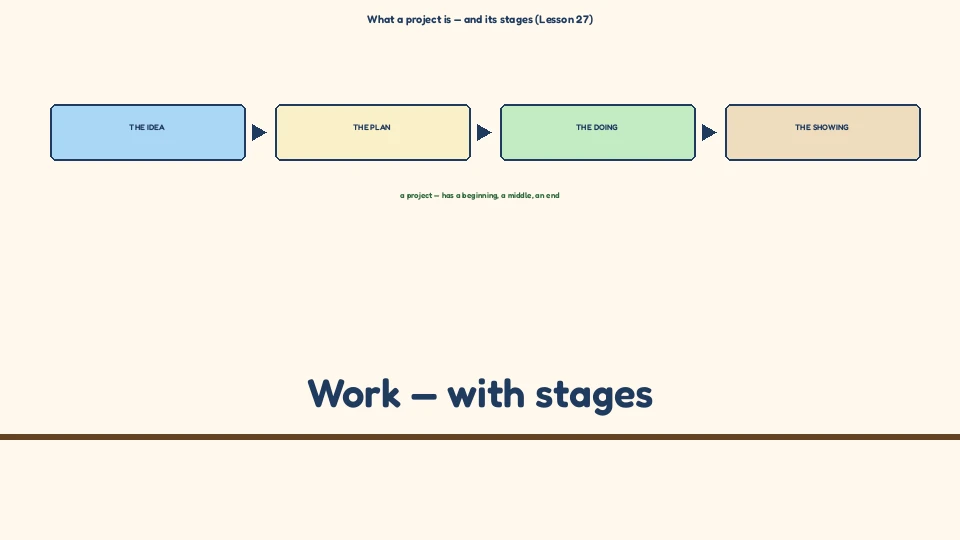 What a project is — and its stages (Lesson 27)
THE IDEA
THE PLAN
THE DOING
THE SHOWING
a project — has a beginning, a middle, an end
Work — with stages